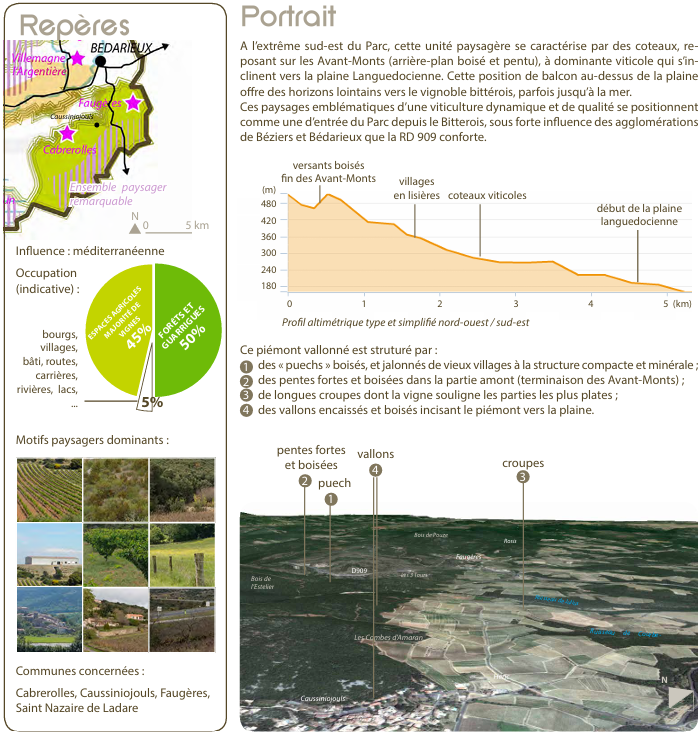 Repères
BÉDARIEUX
Villemagne
l'Argentière
Faugères
Caussiniojouls
Cabrerolles
Ensemble paysager
remarquable
N
0 5 km
Influence : méditerranéenne
Occupation
(indicative) :
ESPACES AGRICOLES
MAJORITÉ DE
VIGNES
45%
FORÊTS ET
GUARRIGUES
50%
bourgs,
villages,
bâti, routes,
carrières,
rivières, lacs,
...
5%
Motifs paysagers dominants :
Communes concernées :
Cabrerolles, Caussiniojouls, Faugères,
Saint Nazaire de Ladare
Portrait
A l'extrême sud-est du Parc, cette unité paysagère se caractérise par des coteaux, re-
posant sur les Avant-Monts (arrière-plan boisé et pentu), à dominante viticole qui s'in-
clinent vers la plaine Languedocienne. Cette position de balcon au-dessus de la plaine
offre des horizons lointains vers le vignoble bittérois, parfois jusqu'à la mer.
Ces paysages emblématiques d'une viticulture dynamique et de qualité se positionnent
comme une d'entrée du Parc depuis le Bitterois, sous forte influence des agglomérations
de Béziers et Bédarieux que la RD 909 conforte.
versants boisés
fin des Avant-Monts
villages
en lisières
coteaux viticoles
début de la plaine
languedocienne
(m)
480
420
360
300
240
180
0 1 2 3 4 5 (km)
Profil altimétrique type et simplifié nord-ouest / sud-est
Ce piémont vallonné est struturé par :
1 des « puechs » boisés, et jalonnés de vieux villages à la structure compacte et minérale ;
2 des pentes fortes et boisées dans la partie amont (terminaison des Avant-Monts) ;
3 de longues croupes dont la vigne souligne les parties les plus plates ;
4 des vallons encaissés et boisés incisant le piémont vers la plaine.
pentes fortes
et boisées
2
puech
1
vallons
4
croupes
3
Bois de Pouze
Roco
Faugères
D909
Les 3 Tours
Bois de
l'Estelier
Les Combes d'Amaran
Caussiniojouls
N